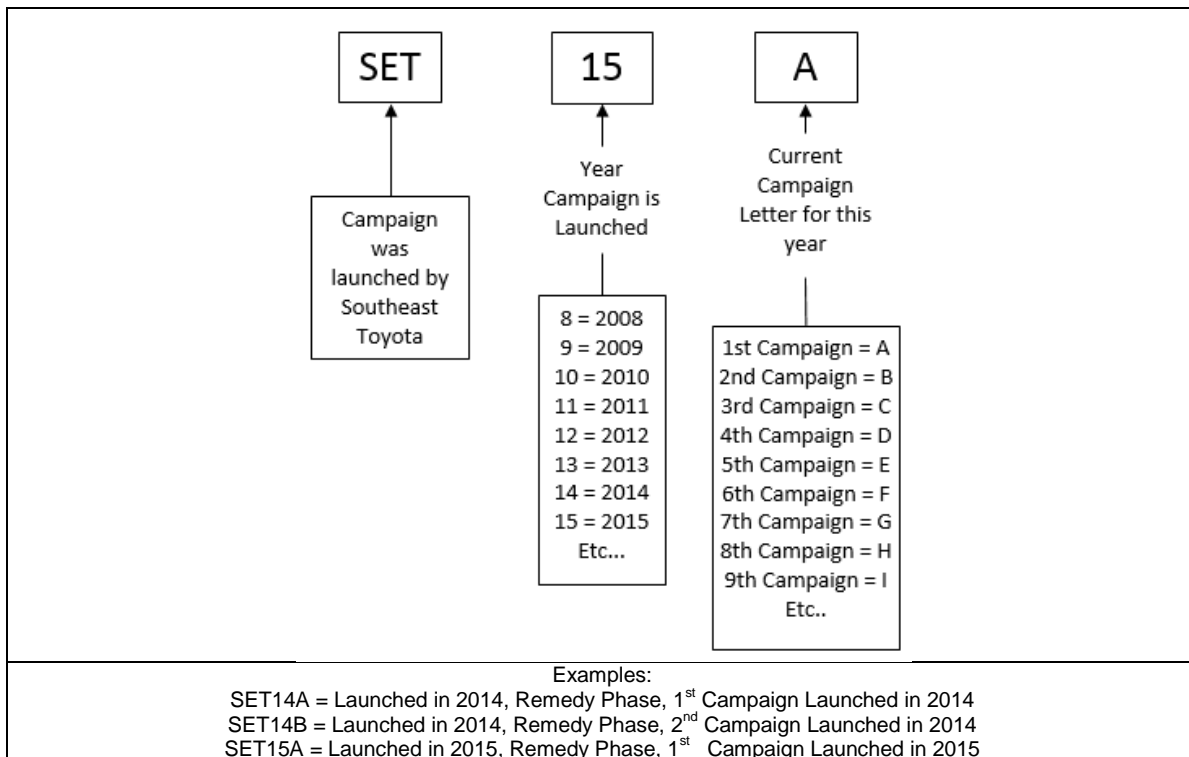 SET
15
A
Campaign
was
launched by
Southeast
Toyota
Year
Campaign is
Launched
8 = 2008
9 = 2009
10 = 2010
11 = 2011
12 = 2012
13 = 2013
14 = 2014
15 = 2015
Etc...
Current
Campaign
Letter for this
year
1st Campaign = A
2nd Campaign = B
3rd Campaign = C
4th Campaign = D
5th Campaign = E
6th Campaign = F
7th Campaign = G
8th Campaign = H
9th Campaign = I
Etc..
Examples:
SET14A = Launched in 2014, Remedy Phase, 1st Campaign Launched in 2014
SET14B = Launched in 2014, Remedy Phase, 2nd Campaign Launched in 2014
SET15A = Launched in 2015, Remedy Phase, 1st Campaign Launched in 2015